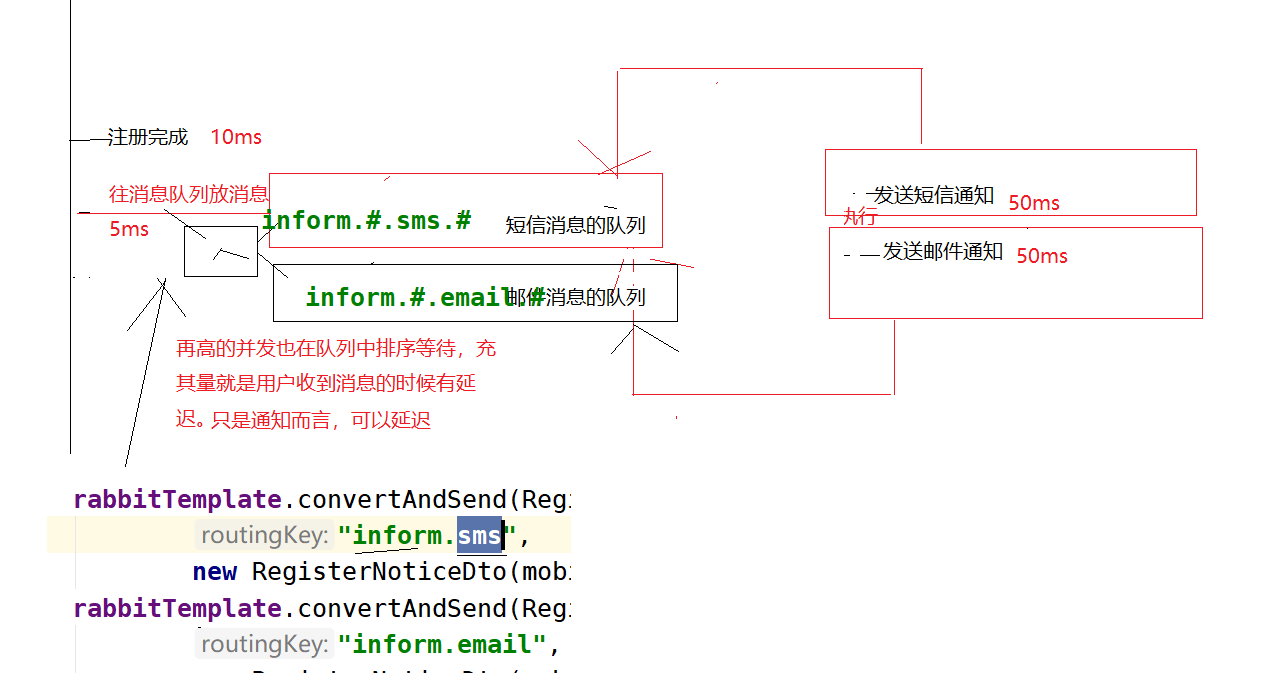 注册完成 10ms
往消息队列放消息
5ms
inform.#.sms.# 短信消息的队列
inform.#.email.# 邮件消息的队列
发送短信通知 50ms
发送邮件通知 50ms
再高的并发也在队列中排序等待，充
其量就是用户收到消息的时候有延
迟。只是通知而言，可以延迟
rabbitTemplate.convertAndSend(Regi
routingKey: "inform.sms",
new RegisterNoticeDto(mobi
rabbitTemplate.convertAndSend(Regi
routingKey: "inform.email",